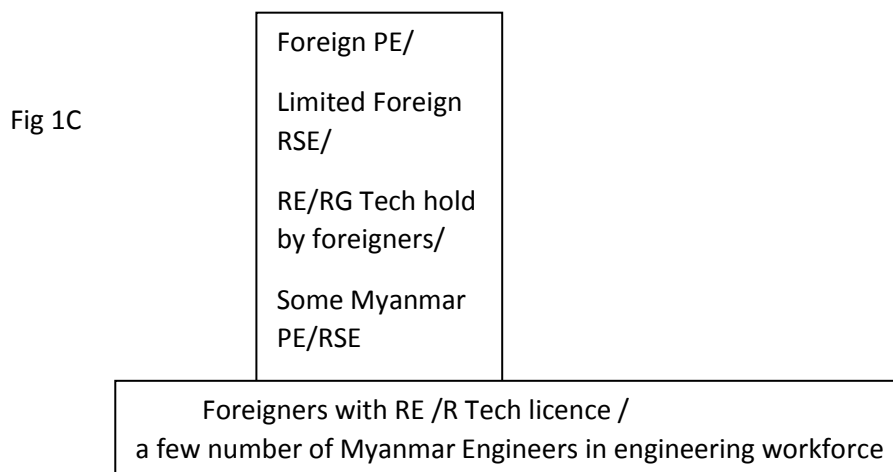 Foreign PE/
Fig 1C
Limited Foreign
RSE/
RE/RG Tech hold
by foreigners/
Some Myanmar
PE/RSE
Foreigners with RE /R Tech licence /
a few number of Myanmar Engineers in engineering workforce